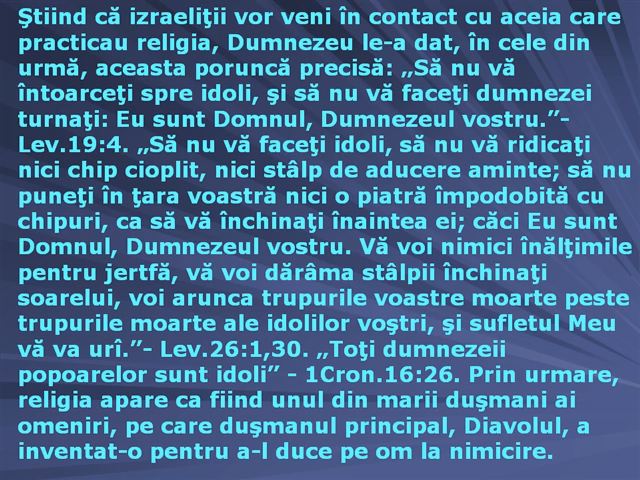 Ştiind că izraeliţii vor veni în contact cu aceia care
practicau religia, Dumnezeu le-a dat, în cele din
urmă, aceasta poruncă precisă: „Să nu vă
întoarceţi spre idoli, şi să nu vă faceţi dumnezei
turnaţi: Eu sunt Domnul, Dumnezeul vostru.”-
Lev.19:4. „Să nu vă faceţi idoli, să nu vă ridicaţi
nici chip cioplit, nici stâlp de aducere aminte; să nu
puneţi în ţara voastră nici o piatră împodobită cu
chipuri, ca să vă închinaţi înaintea ei; căci Eu sunt
Domnul, Dumnezeul vostru. Vă voi nimici înălţimile
pentru jertfă, vă voi dărâma stâlpii închinaţi
soarelui, voi arunca trupurile voastre moarte peste
trupurile moarte ale idolilor voştri, şi sufletul Meu
vă va urî.”- Lev.26:1,30. „Toţi dumnezeii
popoarelor sunt idoli” - 1Cron.16:26. Prin urmare,
religia apare ca fiind unul din marii duşmani ai
omeniri, pe care duşmanul principal, Diavolul, a
inventat-o pentru a-l duce pe om la nimicire.